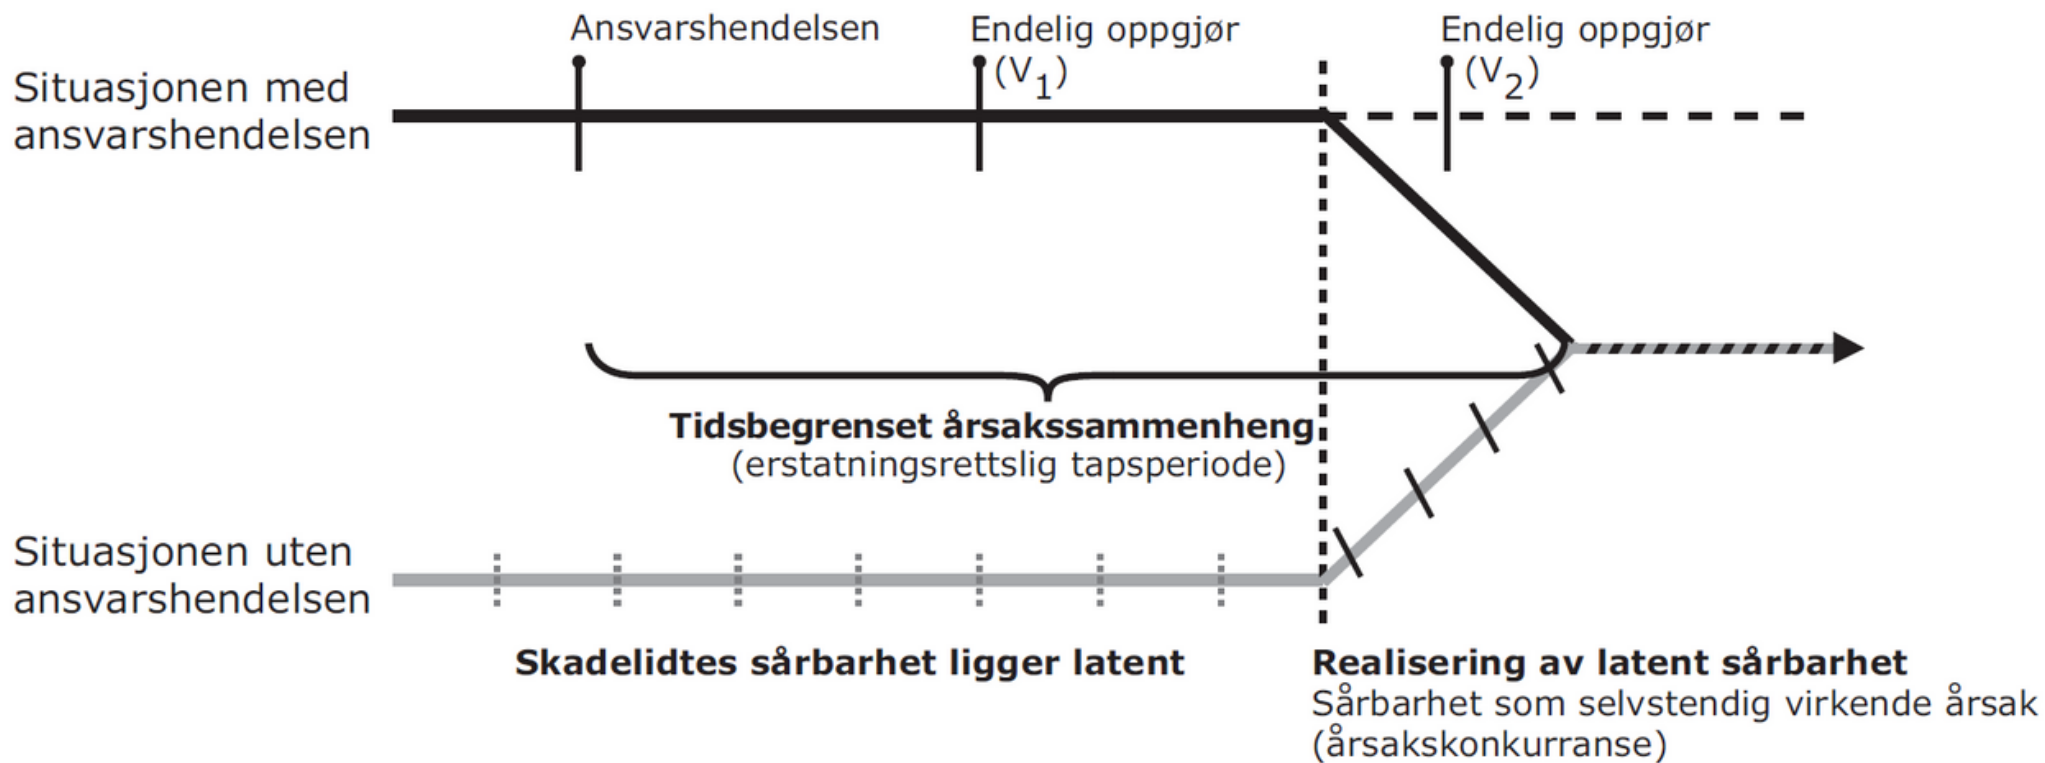 Ansvarshendelsen
Endelig oppgjør
(V1)
Endelig oppgjør
(V2)
Situasjonen med
ansvarshendelsen
Tidsbegrenset årsakssammenheng
(erstatningsrettslig tapsperiode)
Situasjonen uten
ansvarshendelsen
Skadelidtes sårbarhet ligger latent
Realisering av latent sårbarhet
Sårbarhet som selvstendig virkende årsak
(årsakskonkurranse)